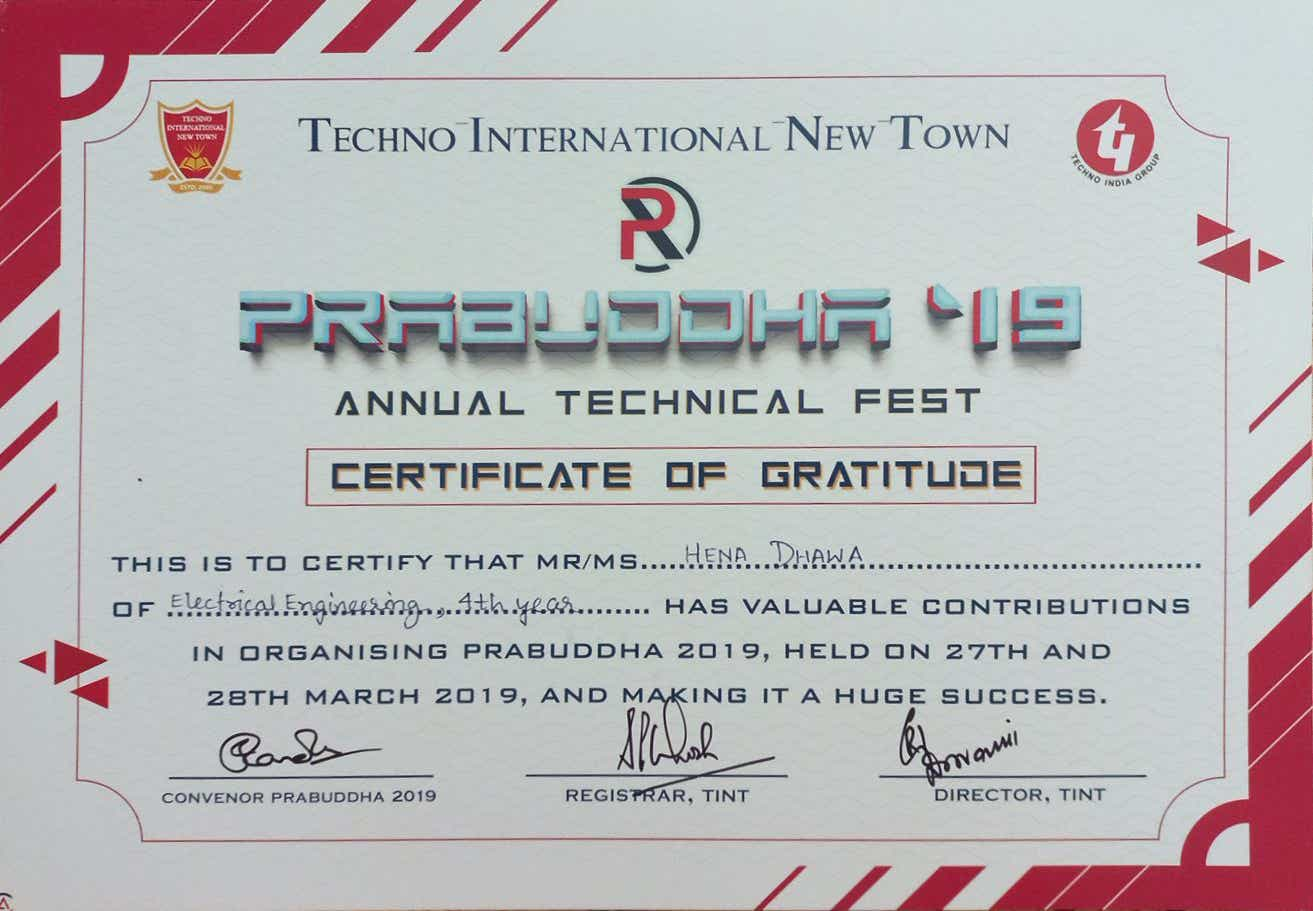 TECHNO INTERNATIONAL NEW TOWN
TECHNO
INTERNATIONAL
NEW TOWN
ESTD. 2005
TECHNO INDIA GROUP
PRABUDDHA '19
ANNUAL TECHNICAL FEST
CERTIFICATE OF GRATITUDE
THIS IS TO CERTIFY THAT MR/MS.... HENA DHAWA
OF Electrical Engineering, 4th year HAS VALUABLE CONTRIBUTIONS
IN ORGANISING PRABUDDHA 2019, HELD ON 27TH AND
28TH MARCH 2019, AND MAKING IT A HUGE SUCCESS.
CONVENOR PRABUDDHA 2019
REGISTRAR, TINT
DIRECTOR, TINT